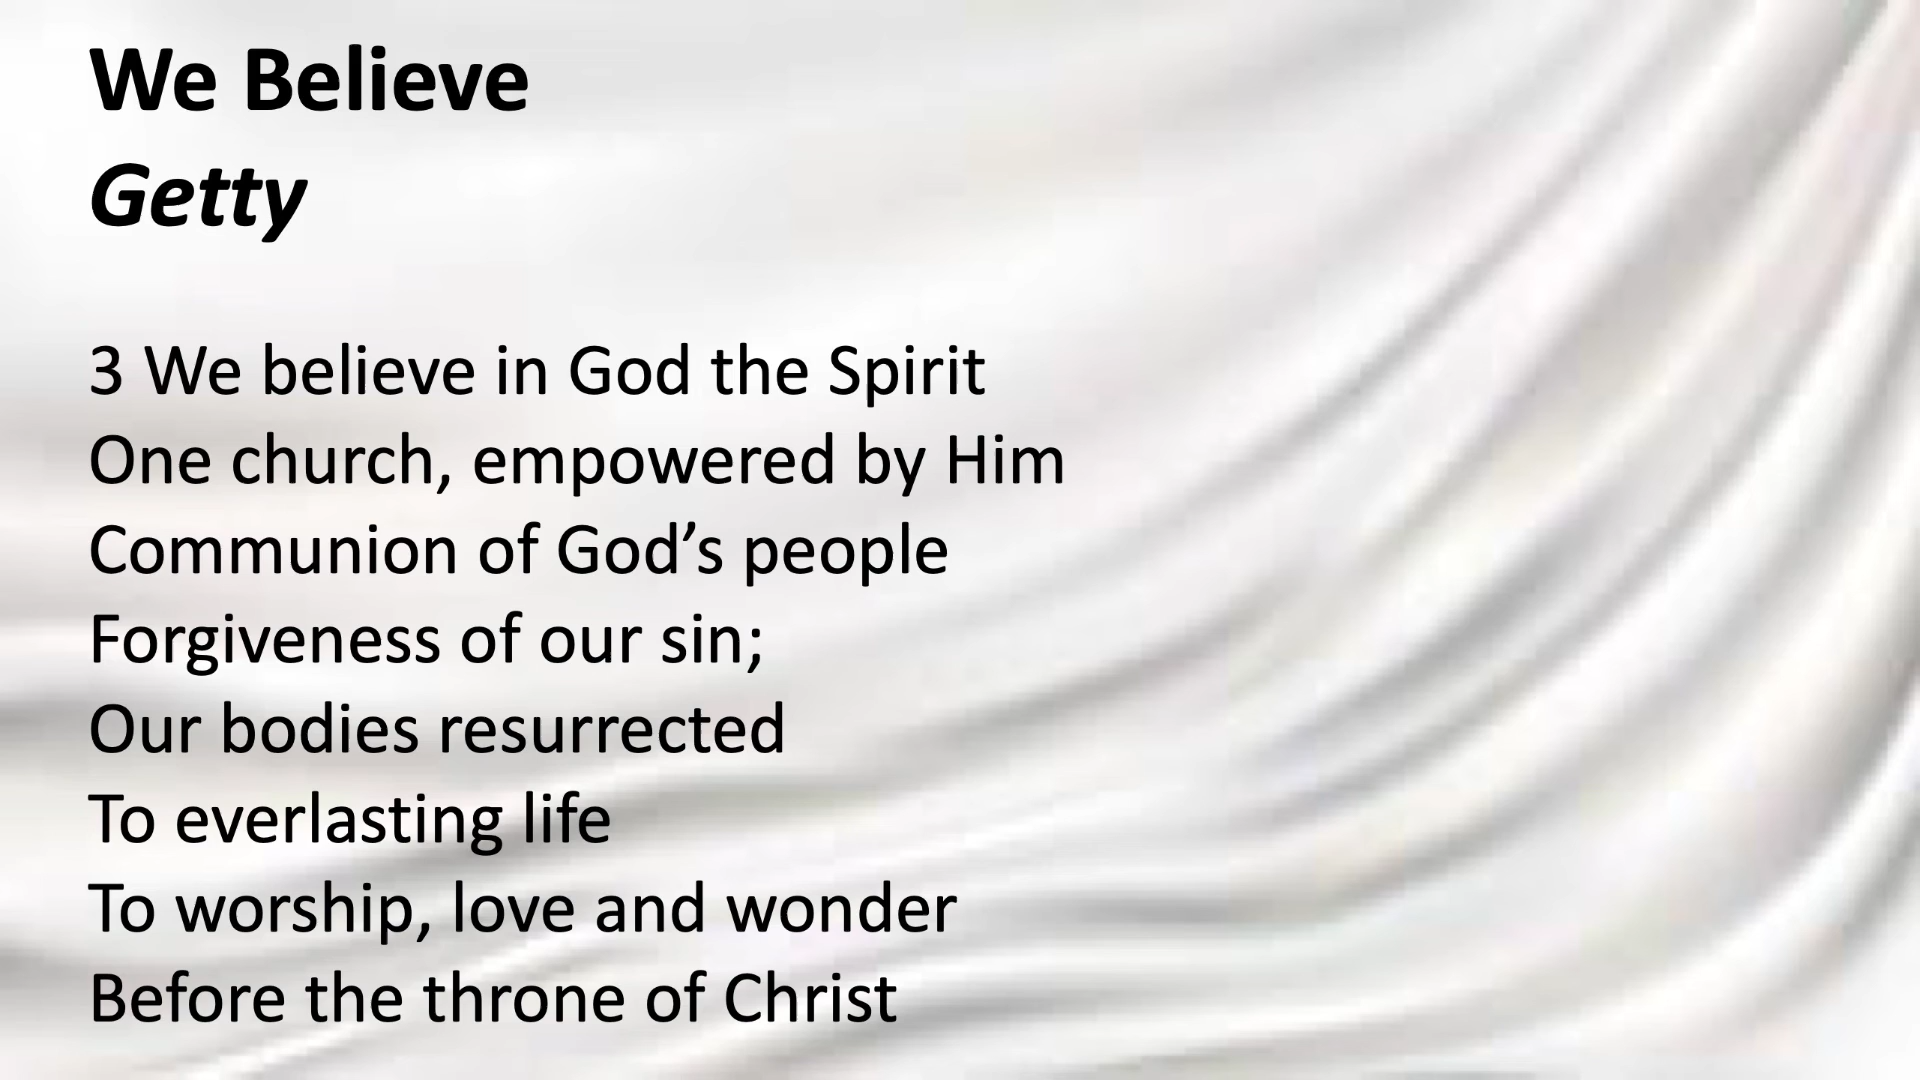 We Believe
Getty
3 We believe in God the Spirit
One church, empowered by Him
Communion of God’s people
Forgiveness of our sin;
Our bodies resurrected
To everlasting life
To worship, love and wonder
Before the throne of Christ